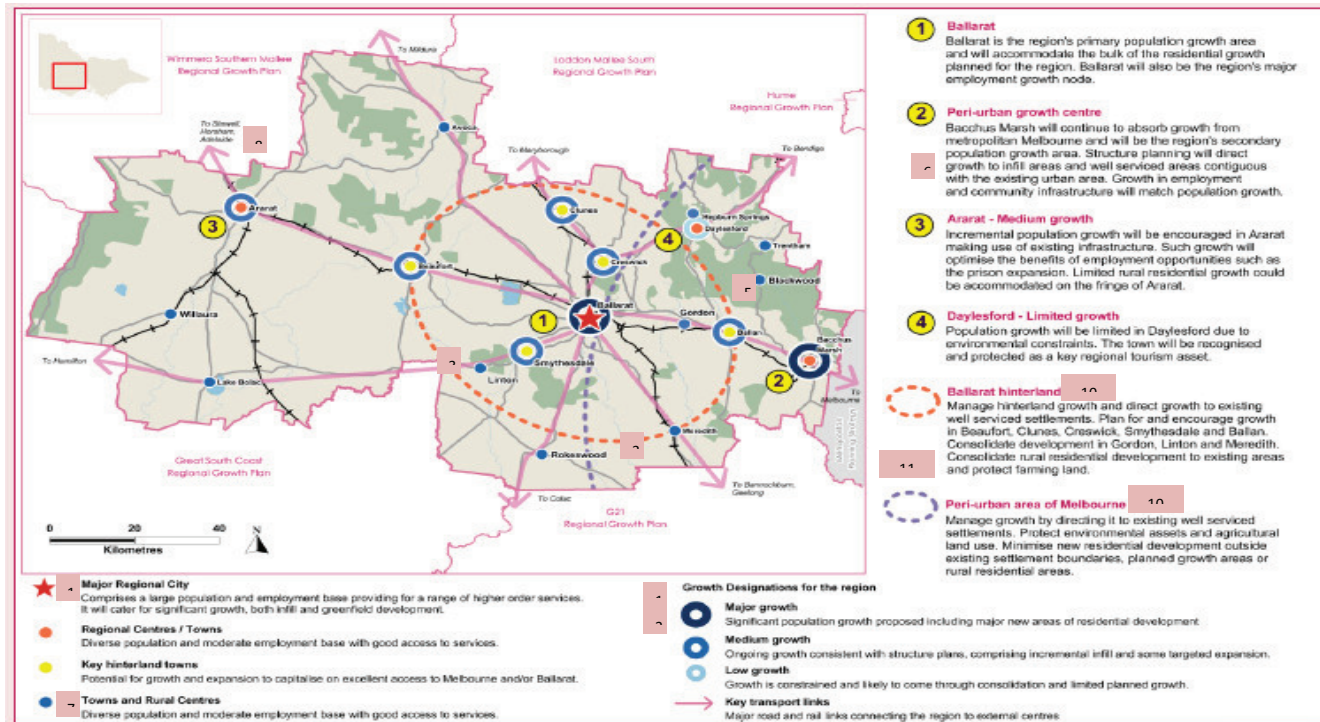 To Mildura
Wimmera Southern Mallee
Regional Growth Plan
Loddon Mallee South
Regional Growth Plan
Hume
Regional Growth Plan
To Stawell,
Horsham,
Adelaide
Avoca
To Maryborough
To Bendigo
Ararat
3
Clunes
Hepburn Springs
Daylesford
4
Trentham
Creswick
Beaufort
Blackwood
Willaura
Ballarat
1
Gordon
Ballan
Bacchus
Marsh
2
Smythesdale
Linton
To Hamilton
Lake Bolac
To
Melbourne
Meredith
Rokewood
Great South Coast
Regional Growth Plan
To Colac
To Bannockburn,
Geelong
G21
Regional Growth Plan
0 20 40
Kilometres
N
1 Ballarat
Ballarat is the region's primary population growth area
and will accommodate the bulk of the residential growth
planned for the region. Ballarat will also be the region's major
employment growth node.
2 Peri-urban growth centre
Bacchus Marsh will continue to absorb growth from
metropolitan Melbourne and will be the region's secondary
population growth area. Structure planning will direct
growth to infill areas and well serviced areas contiguous
with the existing urban area. Growth in employment
and community infrastructure will match population growth.
3 Ararat - Medium growth
Incremental population growth will be encouraged in Ararat
making use of existing infrastructure. Such growth will
optimise the benefits of employment opportunities such as
the prison expansion. Limited rural residential growth could
be accommodated on the fringe of Ararat.
4 Daylesford - Limited growth
Population growth will be limited in Daylesford due to
environmental constraints. The town will be recognised
and protected as a key regional tourism asset.
Ballarat hinterland
Manage hinterland growth and direct growth to existing
well serviced settlements. Plan for and encourage growth
in Beaufort, Clunes, Creswick, Smythesdale and Ballan.
Consolidate development in Gordon, Linton and Meredith.
Consolidate rural residential development to existing areas
and protect farming land.
Peri-urban area of Melbourne
Manage growth by directing it to existing well serviced
settlements. Protect environmental assets and agricultural
land use. Minimise new residential development outside
existing settlement boundaries, planned growth areas or
rural residential areas.
Major Regional City
Comprises a large population and employment base providing for a range of higher order services.
It will cater for significant growth, both infill and greenfield development.
Regional Centres / Towns
Diverse population and moderate employment base with good access to services.
Key hinterland towns
Potential for growth and expansion to capitalise on excellent access to Melbourne and/or Ballarat.
Towns and Rural Centres
Diverse population and moderate employment base with good access to services.
Growth Designations for the region
Major growth
Significant population growth proposed including major new areas of residential development
Medium growth
Ongoing growth consistent with structure plans, comprising incremental infill and some targeted expansion.
Low growth
Growth is constrained and likely to come through consolidation and limited planned growth.
Key transport links
Major road and rail links connecting the region to external centres